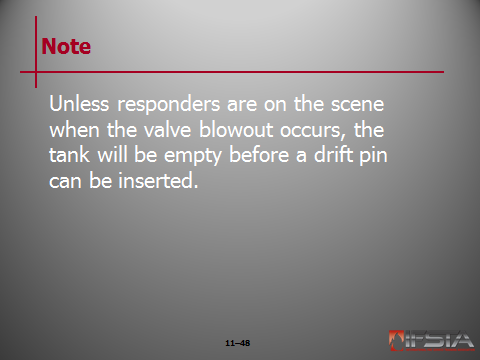 Note
Unless responders are on the scene
when the valve blowout occurs, the
tank will be empty before a drift pin
can be inserted.
11–48
IFSTA